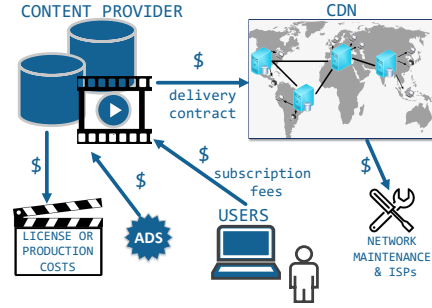 CONTENT PROVIDER
CDN
$
delivery
contract
$
$
$
subscription
fees
$
LICENSE OR
PRODUCTION
COSTS
ADS
USERS
NETWORK
MAINTENANCE
& ISPs